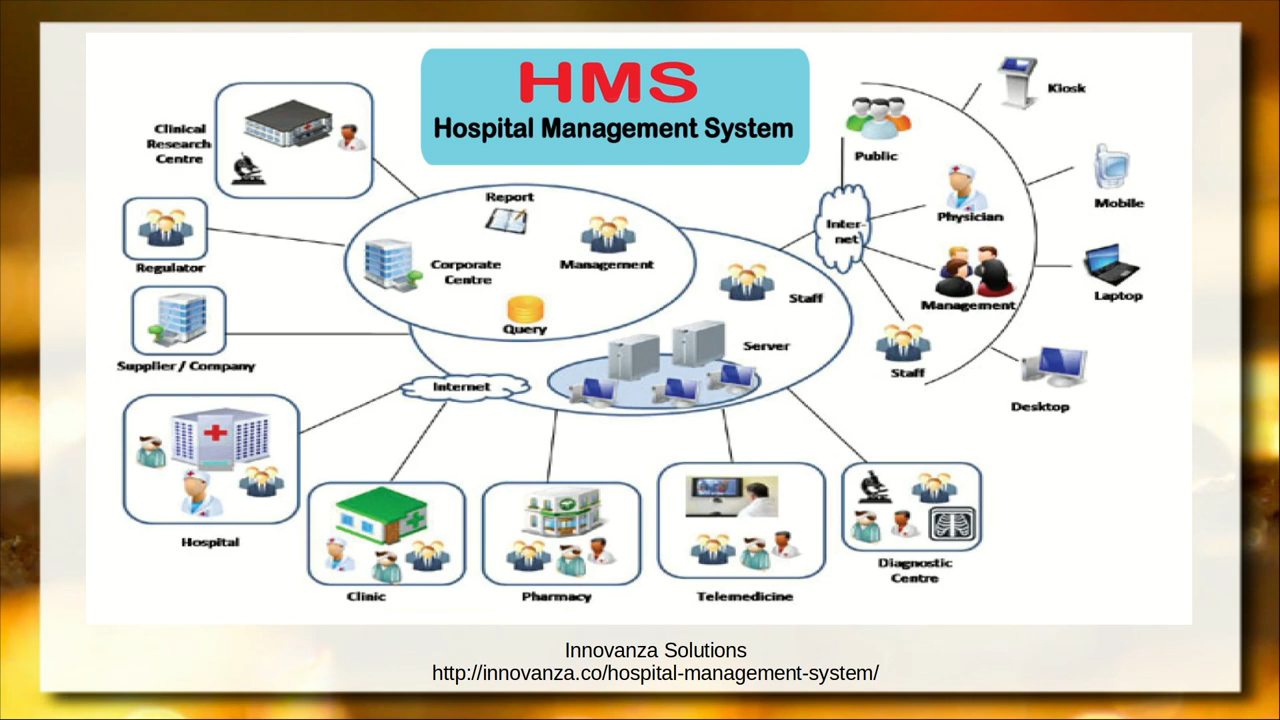 HMS
Hospital Management System
Clinical
Research
Centre
Regulator
Supplier / Company
Hospital
Report
Corporate
Centre
Management
Query
Staff
Server
Internet
Clinic
Pharmacy
Telemedicine
Diagnostic
Centre
Public
Inter-
net
Physician
Management
Staff
Kiosk
Mobile
Laptop
Desktop
Innovanza Solutions
http://innovanza.co/hospital-management-system/